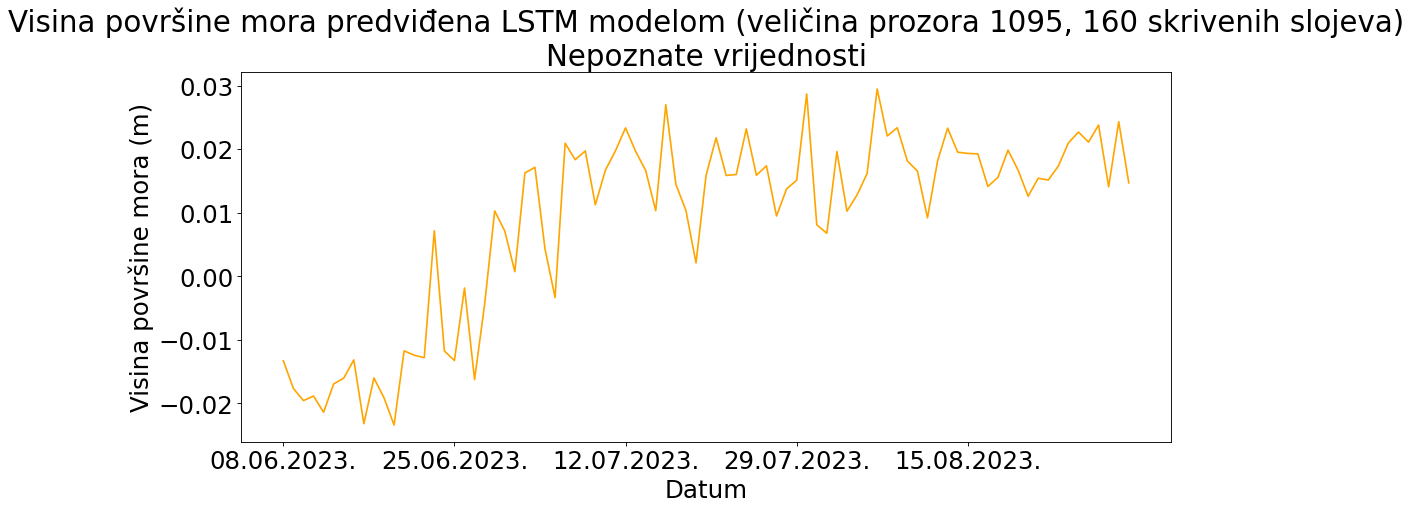 Visina površine mora predviđena LSTM modelom (veličina prozora 1095, 160 skrivenih slojeva)
Nepoznate vrijednosti
Visina površine mora (m)
0.03
0.02
0.01
0.00
−0.01
−0.02
08.06.2023.
25.06.2023.
12.07.2023.
29.07.2023.
15.08.2023.
Datum